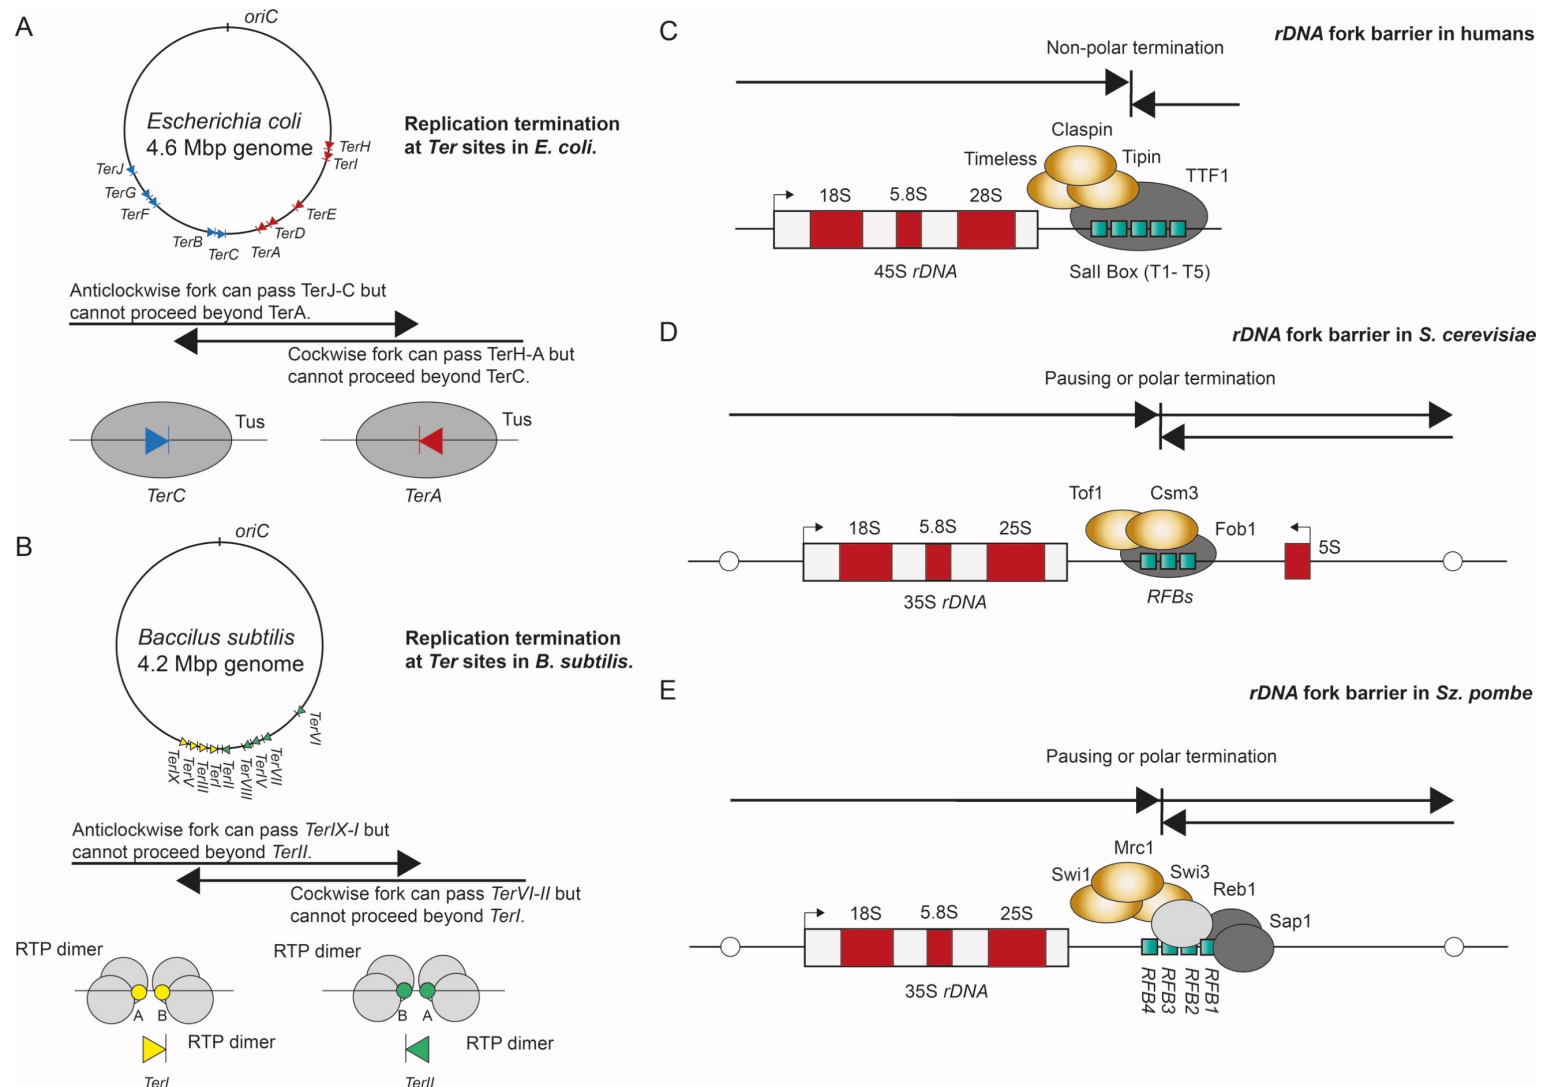 A
oriC
Escherichia coli
4.6 Mbp genome
TerH
TerI
TerJ
TerG
TerF
TerE
TerD
TerB
TerC
TerA
Replication termination
at Ter sites in E. coli.
Anticlockwise fork can pass TerJ-C but
cannot proceed beyond TerA.
Cockwise fork can pass TerH-A but
cannot proceed beyond TerC.
Tus
Tus
TerC
TerA
B
oriC
Baccilus subtilis
4.2 Mbp genome
Replication termination
at Ter sites in B. subtilis.
TerIX
TerV
TerIII
TerI
TerII
TerVIII
TerIV
TerVII
TerVI
Anticlockwise fork can pass TerIX-I but
cannot proceed beyond TerII.
Cockwise fork can pass TerVI-II but
cannot proceed beyond TerI.
RTP dimer
RTP dimer
A B
B A
RTP dimer
RTP dimer
TerI
TerII
C
rDNA fork barrier in humans
Non-polar termination
Claspin
Timeless
Tipin
TTF1
18S
5.8S
28S
45S rDNA
Sall Box (T1- T5)
D
rDNA fork barrier in S. cerevisiae
Pausing or polar termination
Tof1
Csm3
Fob1
18S
5.8S
25S
5S
35S rDNA
RFBs
E
rDNA fork barrier in Sz. pombe
Pausing or polar termination
Mrc1
Swi1
Swi3
Reb1
Sap1
18S
5.8S
25S
35S rDNA
RFB4
RFB3
RFB2
RFB1